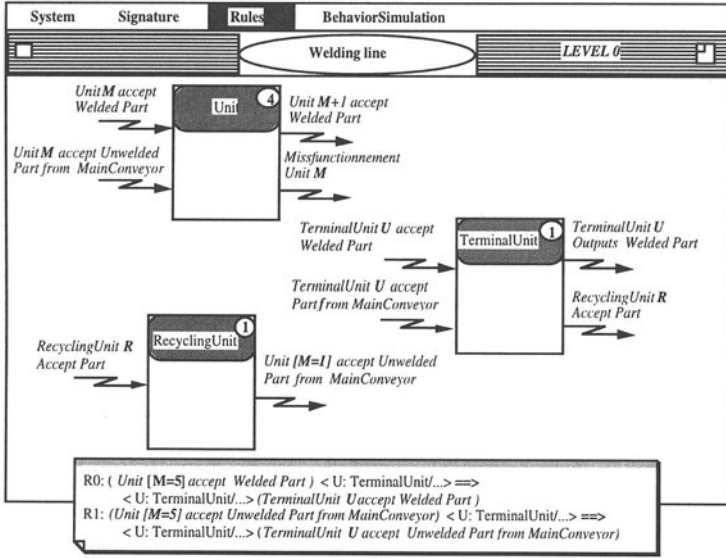 System Signature Rules BehaviorSimulation
Welding line
LEVEL 0
Unit M accept
Welded Part
Unit
4
Unit M+1 accept
Welded Part
Unit M accept Unwelded
Part from MainConveyor
Missfunctionnement
Unit M
TerminalUnit U accept
Welded Part
TerminalUnit
1
TerminalUnit U
Outputs Welded Part
TerminalUnit U accept
Part from MainConveyor
RecyclingUnit R
Accept Part
RecyclingUnit R
Accept Part
RecyclingUnit
1
Unit [M=1] accept Unwelded
Part from MainConveyor
R0: ( Unit [M=5] accept Welded Part ) < U: TerminalUnit/...> ==>
< U: TerminalUnit/...> (TerminalUnit U accept Welded Part )
R1: (Unit [M=5] accept Unwelded Part from MainConveyor) < U: TerminalUnit/...> ==>
< U: TerminalUnit/...> (TerminalUnit U accept Unwelded Part from MainConveyor)